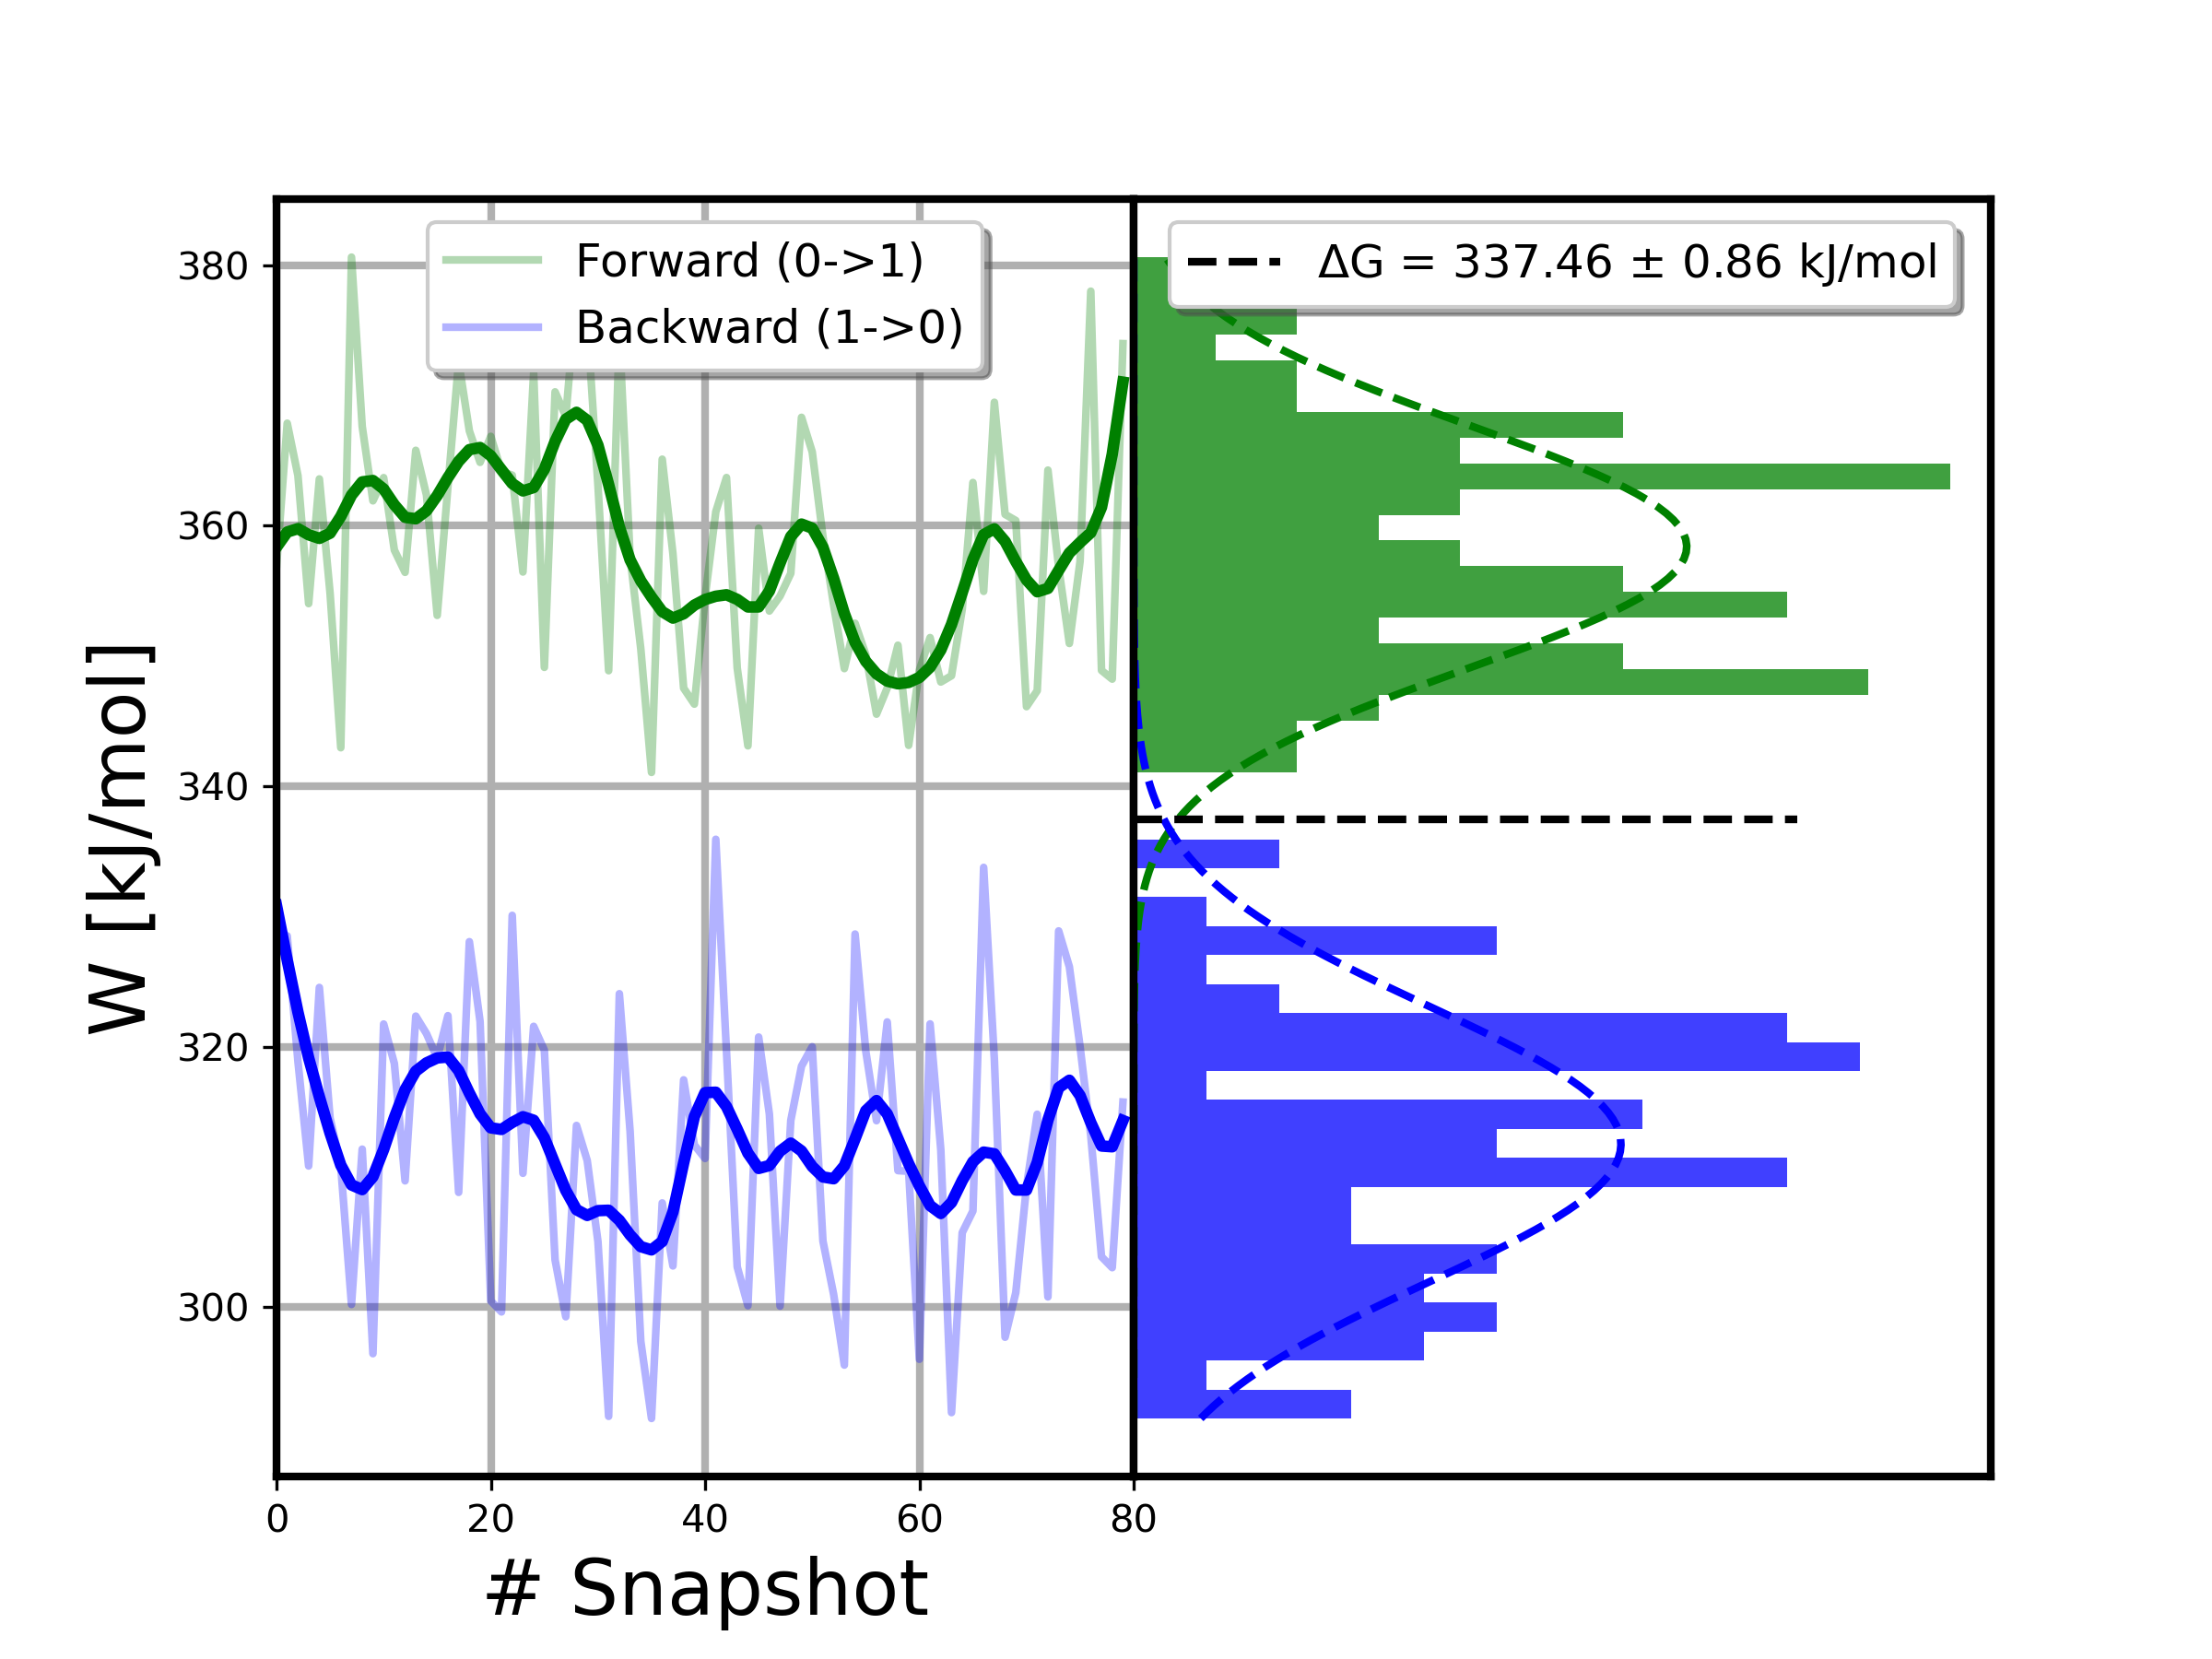 Forward (0->1)
Backward (1->0)
ΔG = 337.46 ± 0.86 kJ/mol
W [kJ/mol]
380
360
340
320
300
0 20 40 60 80
# Snapshot